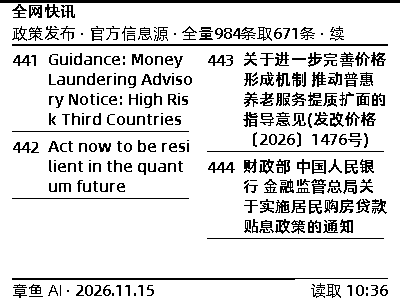 全网快讯
政策发布 · 官方信息源 · 全量984条取671条 · 续
441 Guidance: Money
Laundering Adviso
ry Notice: High Ris
k Third Countries
442 Act now to be resi
lient in the quant
um future
443 关于进一步完善价格
形成机制 推动普惠
养老服务提质扩面的
指导意见(发改价格
〔2026〕1476号)
444 财政部 中国人民银
行 金融监管总局关
于实施居民购房贷款
贴息政策的通知
章鱼 AI · 2026.11.15
读取 10:36